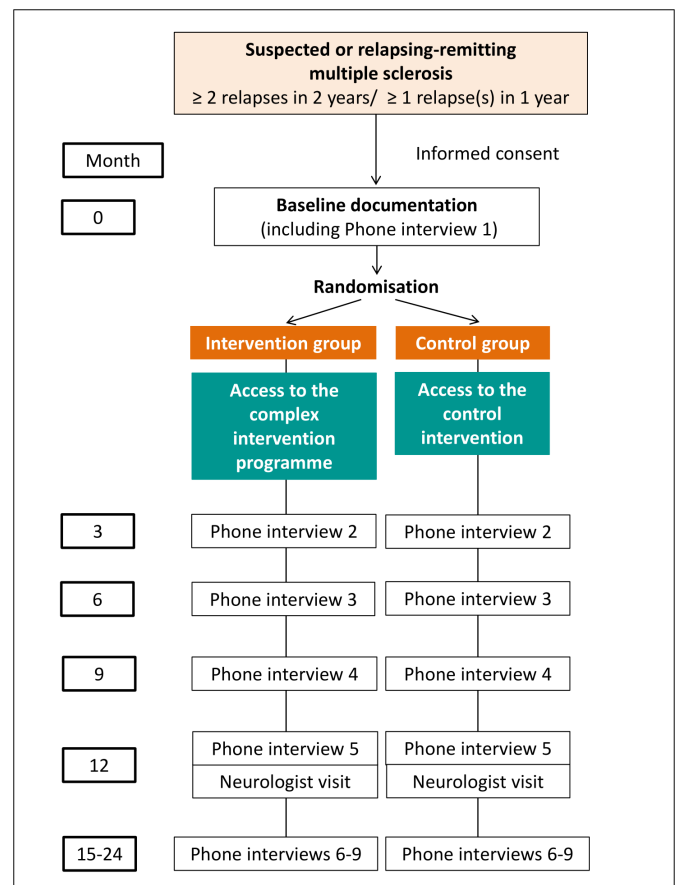 Suspected or relapsing-remitting
multiple sclerosis
≥ 2 relapses in 2 years/ ≥ 1 relapse(s) in 1 year
Informed consent
Month
0
Baseline documentation
(including Phone interview 1)
Randomisation
Intervention group
Control group
Access to the
complex
intervention
programme
Access to the
control
intervention
3
Phone interview 2
Phone interview 2
6
Phone interview 3
Phone interview 3
9
Phone interview 4
Phone interview 4
12
Phone interview 5
Neurologist visit
Phone interview 5
Neurologist visit
15-24
Phone interviews 6-9
Phone interviews 6-9